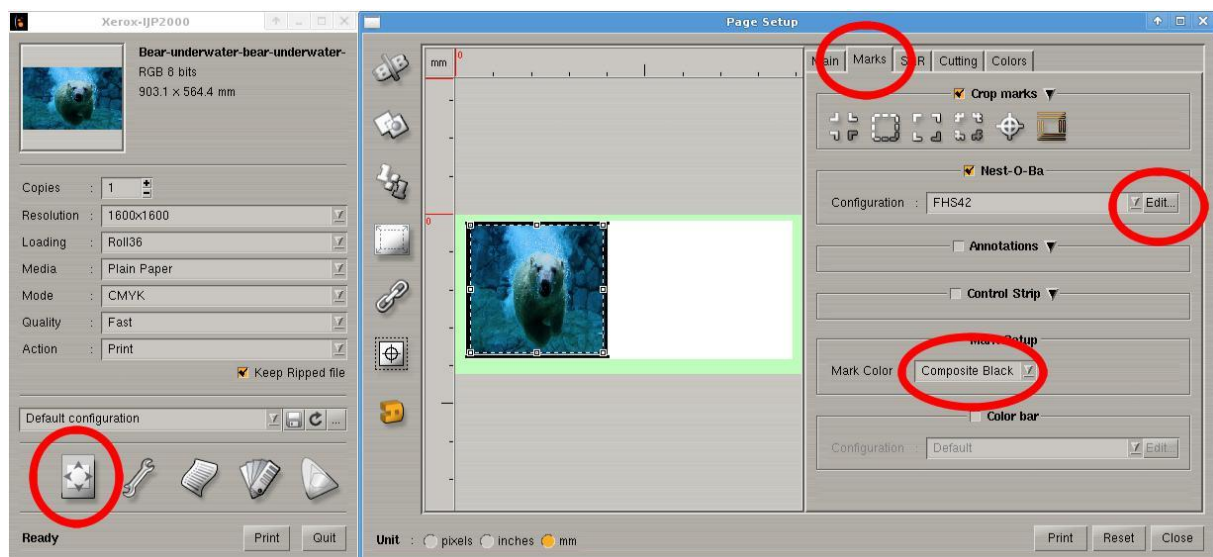 Xerox-IJP2000
Bear-underwater-bear-underwater-
RGB 8 bits
903.1 x 564.4 mm
Copies : 1
Resolution : 1600x1600
Loading : Roll36
Media : Plain Paper
Mode : CMYK
Quality : Fast
Action : Print
Keep Ripped file
Default configuration
...
Ready
Print Quit
Page Setup
mm 0
0
Main Marks Cutting Colors
Crop marks
Nest-O-Ba
Configuration : FHS42 Edit...
Annotations
Control Strip
Mark Setup
Mark Color Composite Black
Color bar
Configuration : Default Edit...
Unit : pixels inches mm
Print Reset Close